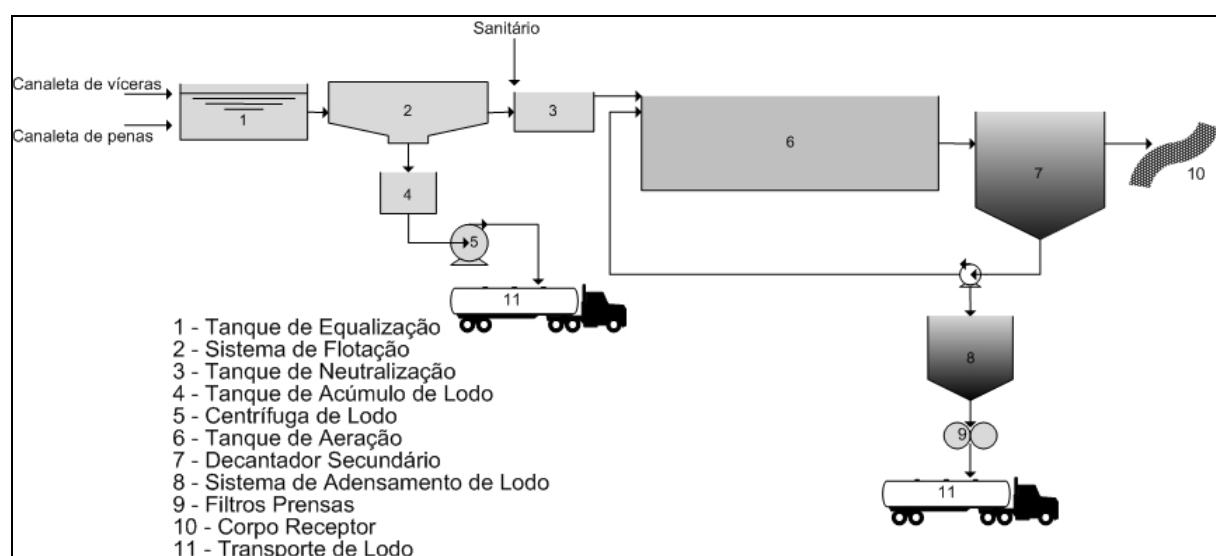 Sanitário
Canaleta de víceras
Canaleta de penas
1
2
3
4
5
6
7
8
9
10
11
11
1 - Tanque de Equalização
2 - Sistema de Flotação
3 - Tanque de Neutralização
4 - Tanque de Acúmulo de Lodo
5 - Centrífuga de Lodo
6 - Tanque de Aeração
7 - Decantador Secundário
8 - Sistema de Adensamento de Lodo
9 - Filtros Prensas
10 - Corpo Receptor
11 - Transporte de Lodo